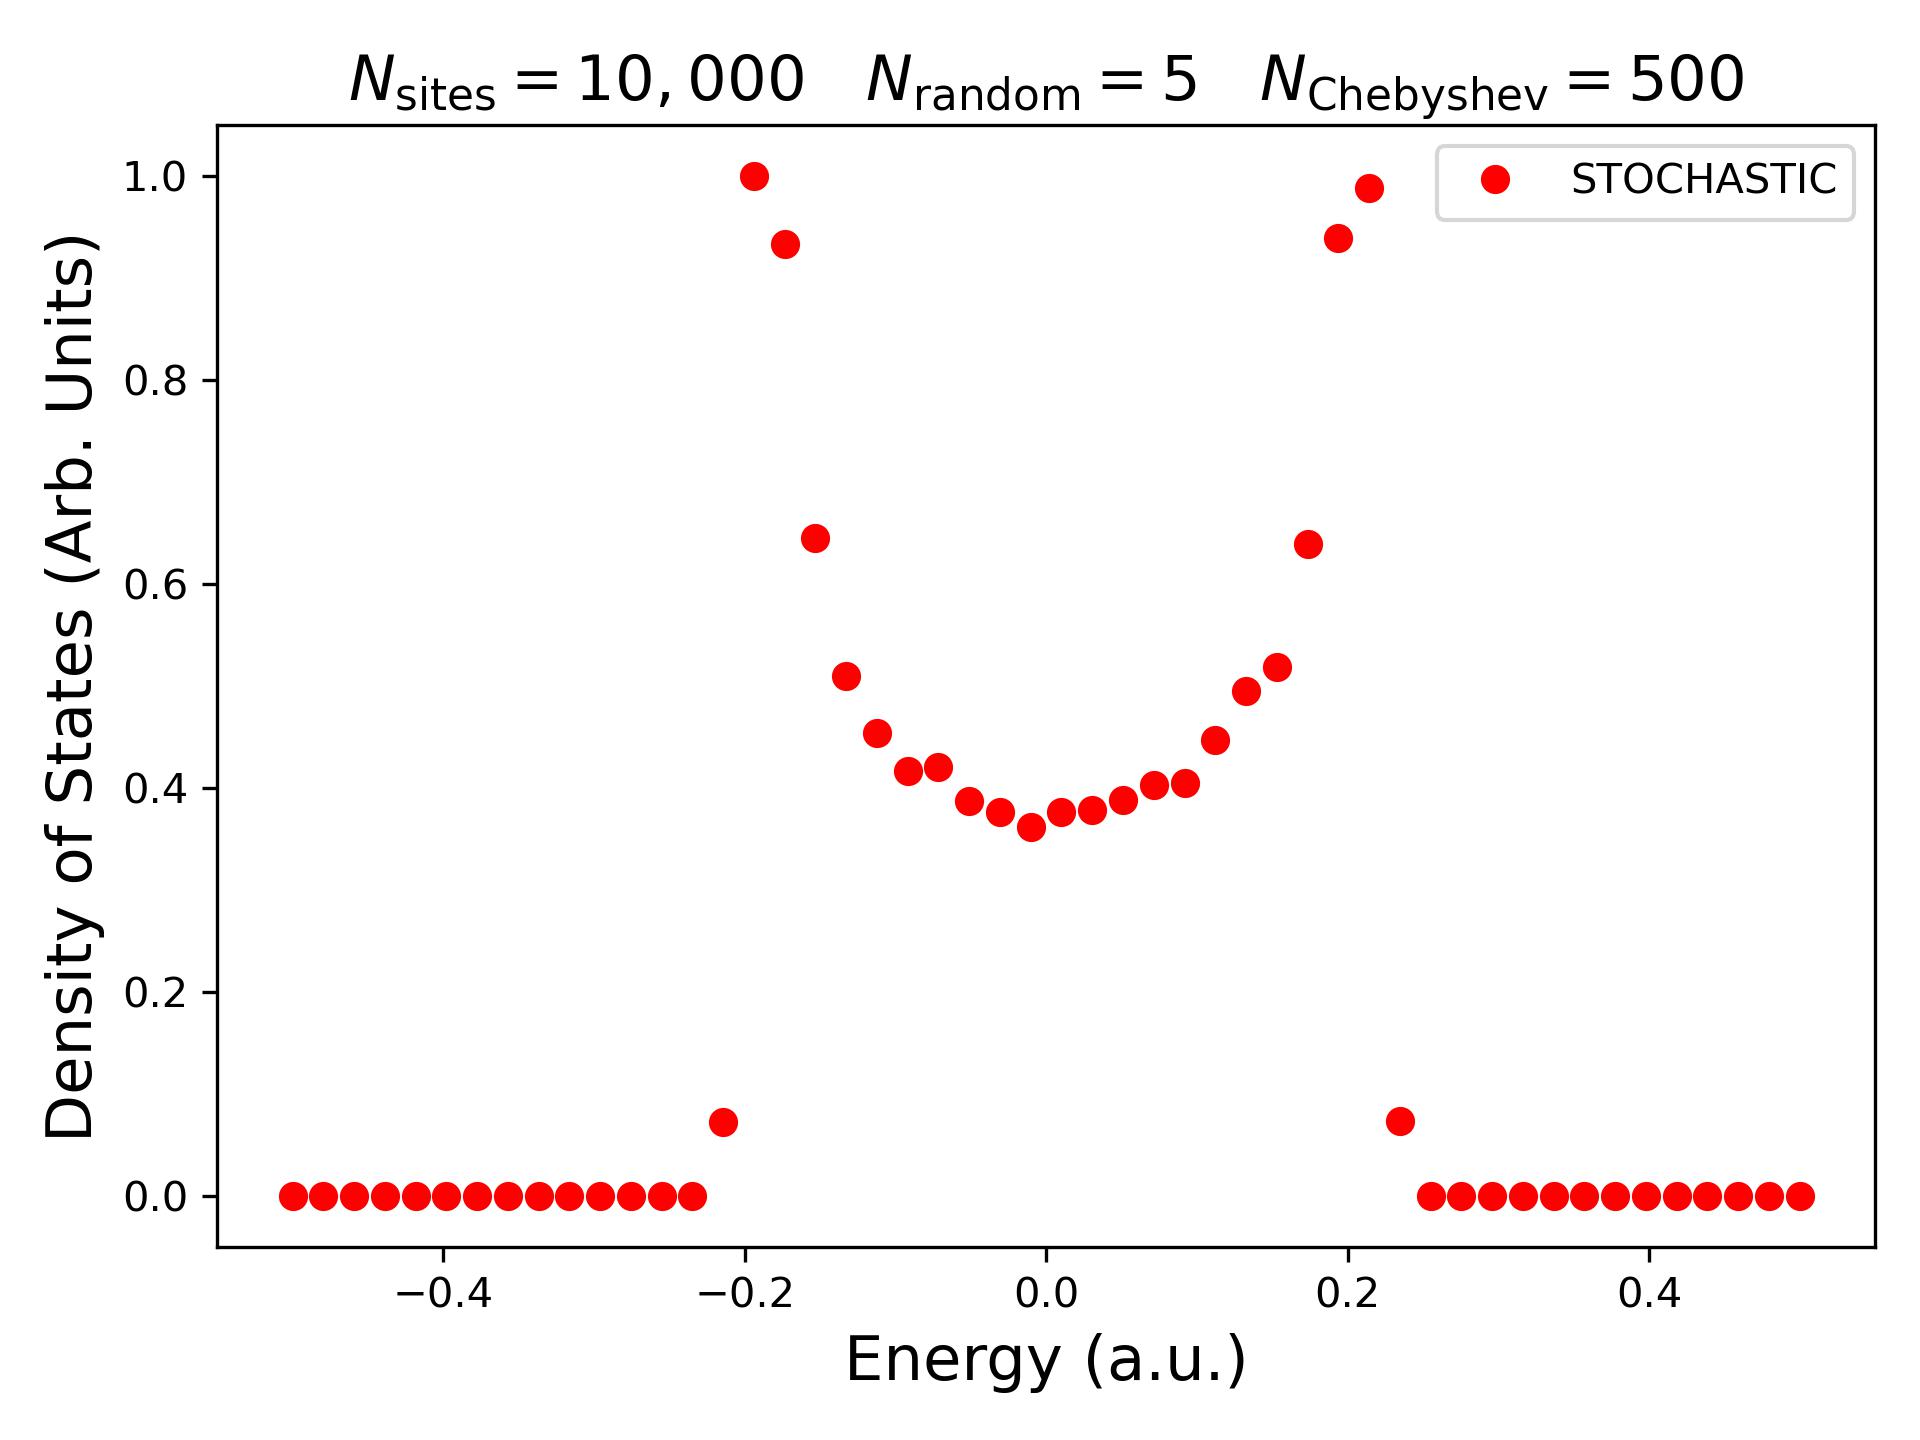 N_sites = 10,000 N_random = 5 N_Chebyshev = 500
STOCHASTIC
Density of States (Arb. Units)
1.0
0.8
0.6
0.4
0.2
0.0
−0.4 −0.2 0.0 0.2 0.4
Energy (a.u.)